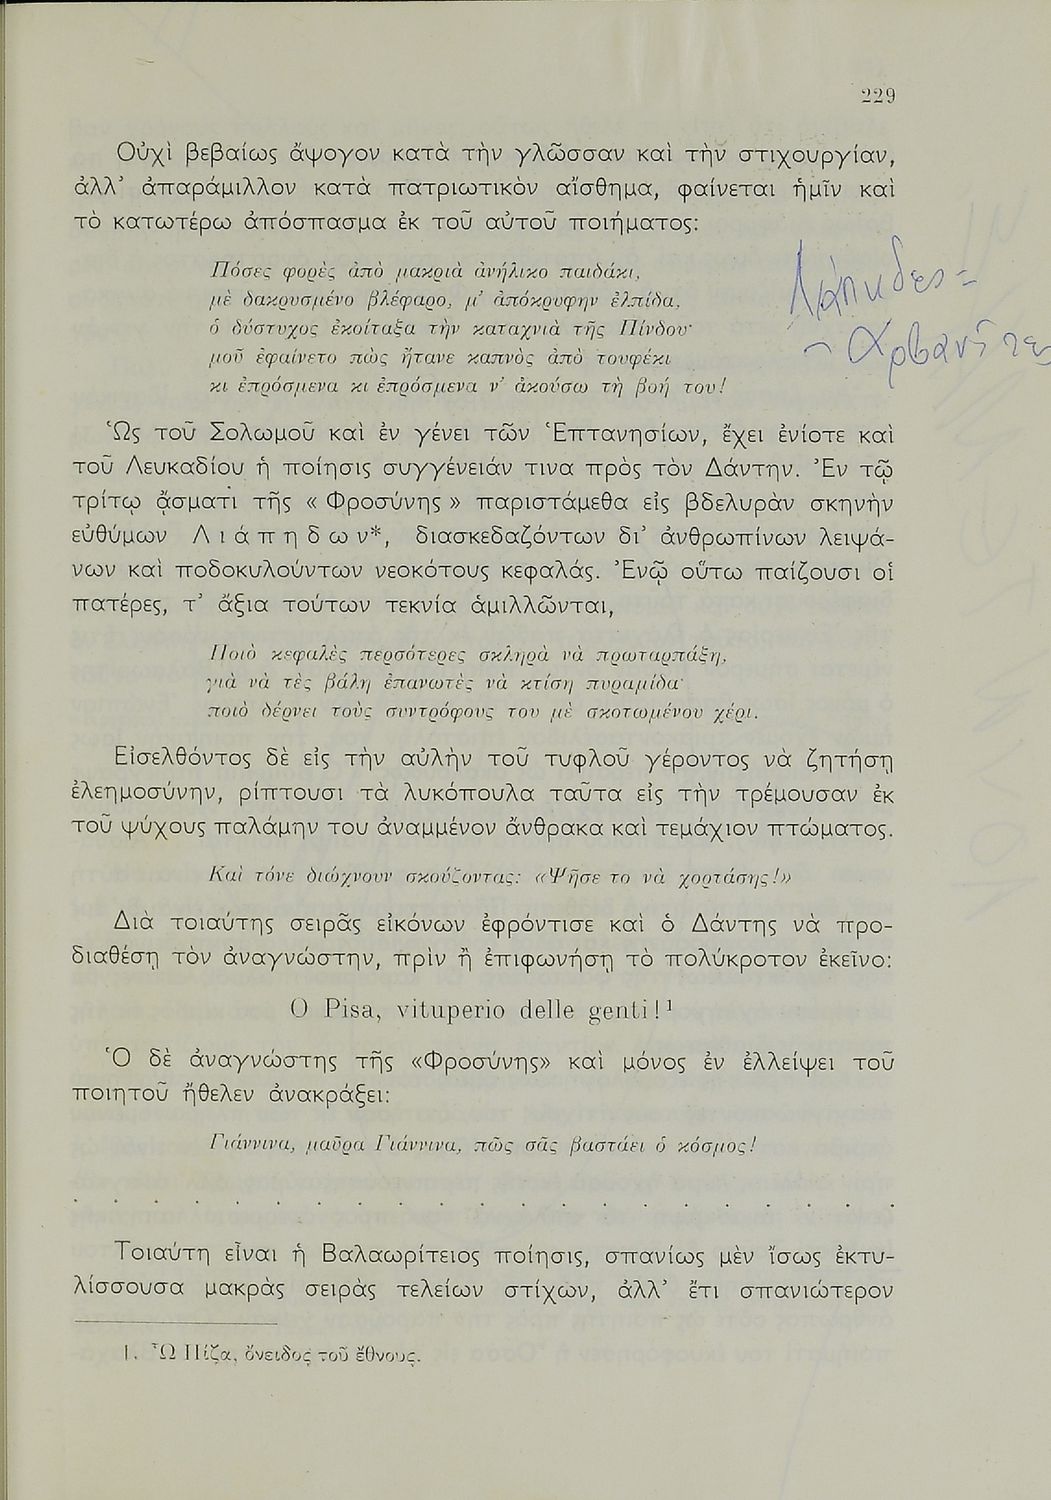 229
Οὐχὶ βεβαίως ἄψογον κατὰ τὴν γλῶσσαν καὶ τὴν στιχουργίαν,
ἀλλ’ ἀπαράμιλλον κατὰ πατριωτικὸν αἴσθημα, φαίνεται ἡμῖν καὶ
τὸ κατωτέρω ἀπόσπασμα ἐκ τοῦ αὐτοῦ ποιήματος:
Πόσες φορὲς ἀπὸ μακριὰ ἀνήλικο παιδάκι,
μὲ δακρυσμένο βλέφαρο, μ’ ἀπόκρυφην ἐλπίδα,
ὁ δύστυχος ἐκοίταξα τὴν καταχνιὰ τῆς Πίνδου·
μοῦ ἐφαίνετο πὼς ἤτανε καπνὸς ἀπὸ τουφέκι
κι ἐπρόσμενα κι ἐπρόσμενα ν’ ἀκούσω τὴ βοή του!
Λιάπηδες =
= Αρβανίτες
Ὡς τοῦ Σολωμοῦ καὶ ἐν γένει τῶν Ἑπτανησίων, ἔχει ἐνίοτε καὶ
τοῦ Λευκαδίου ἡ ποίησις συγγένειάν τινα πρὸς τὸν Δάντην. Ἐν τῷ
τρίτῳ ᾄσματι τῆς « Φροσύνης » παριστάμεθα εἰς βδελυρὰν σκηνὴν
εὐθύμων Λ ι ά π η δ ω ν*, διασκεδαζόντων δι’ ἀνθρωπίνων λειψά-
νων καὶ ποδοκυλούντων νεοκότους κεφαλάς. Ἐνῷ οὕτω παίζουσι οἱ
πατέρες, τ’ ἄξια τούτων τεκνία ἁμιλλῶνται,
Ποιὸ κεφαλὲς περσότερες σκληρὰ νὰ πρωταρπάξῃ,
γιὰ νὰ τὲς βάλῃ ἐπανωτὲς νὰ κτίσῃ πυραμίδα·
ποιὸ δέρνει τοὺς συντρόφους του μὲ σκοτωμένου χέρι.
Εἰσελθόντος δὲ εἰς τὴν αὐλὴν τοῦ τυφλοῦ γέροντος νὰ ζητήσῃ
ἐλεημοσύνην, ρίπτουσι τὰ λυκόπουλα ταῦτα εἰς τὴν τρέμουσαν ἐκ
τοῦ ψύχους παλάμην του ἀναμμένον ἄνθρακα καὶ τεμάχιον πτώματος.
Καὶ τόνε διώχνουν σκούζοντας: «Ψῆσε το νὰ χορτάσῃς!»
Διὰ τοιαύτης σειρᾶς εἰκόνων ἐφρόντισε καὶ ὁ Δάντης νὰ προ-
διαθέσῃ τὸν ἀναγνώστην, πρὶν ἢ ἐπιφωνήσῃ τὸ πολύκροτον ἐκεῖνο:
O Pisa, vituperio delle genti!¹
Ὁ δὲ ἀναγνώστης τῆς «Φροσύνης» καὶ μόνος ἐν ἐλλείψει τοῦ
ποιητοῦ ἤθελεν ἀνακράξει:
Γιάννινα, μαῦρα Γιάννινα, πῶς σᾶς βαστάει ὁ κόσμος!
. . . . . . . . . . . . . . . . . . . . .
Τοιαύτη εἶναι ἡ Βαλαωρίτειος ποίησις, σπανίως μὲν ἴσως ἐκτυ-
λίσσουσα μακρὰς σειρὰς τελείων στίχων, ἀλλ’ ἔτι σπανιώτερον
1. Ὦ Πίζα, ὄνειδος τοῦ ἔθνους.